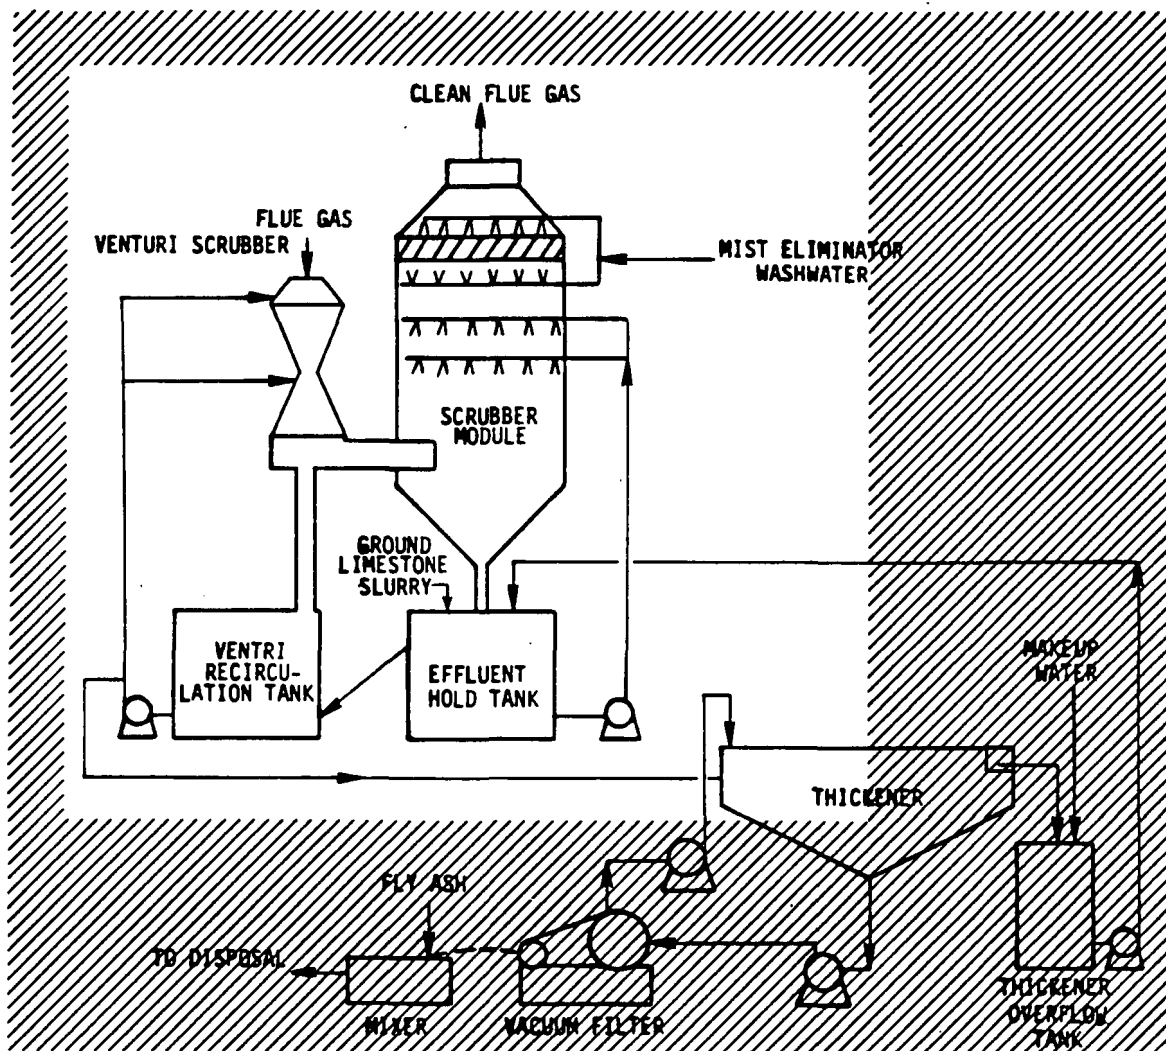 CLEAN FLUE GAS
FLUE GAS
VENTURI SCRUBBER
MIST ELIMINATOR
WASHWATER
SCRUBBER
MODULE
GROUND
LIMESTONE
SLURRY
VENTRI
RECIRCU-
LATION TANK
EFFLUENT
HOLD TANK
MAKEUP
WATER
THICKENER
FLY ASH
TO DISPOSAL
MIXER
VACUUM FILTER
THICKENER
OVERFLOW
TANK